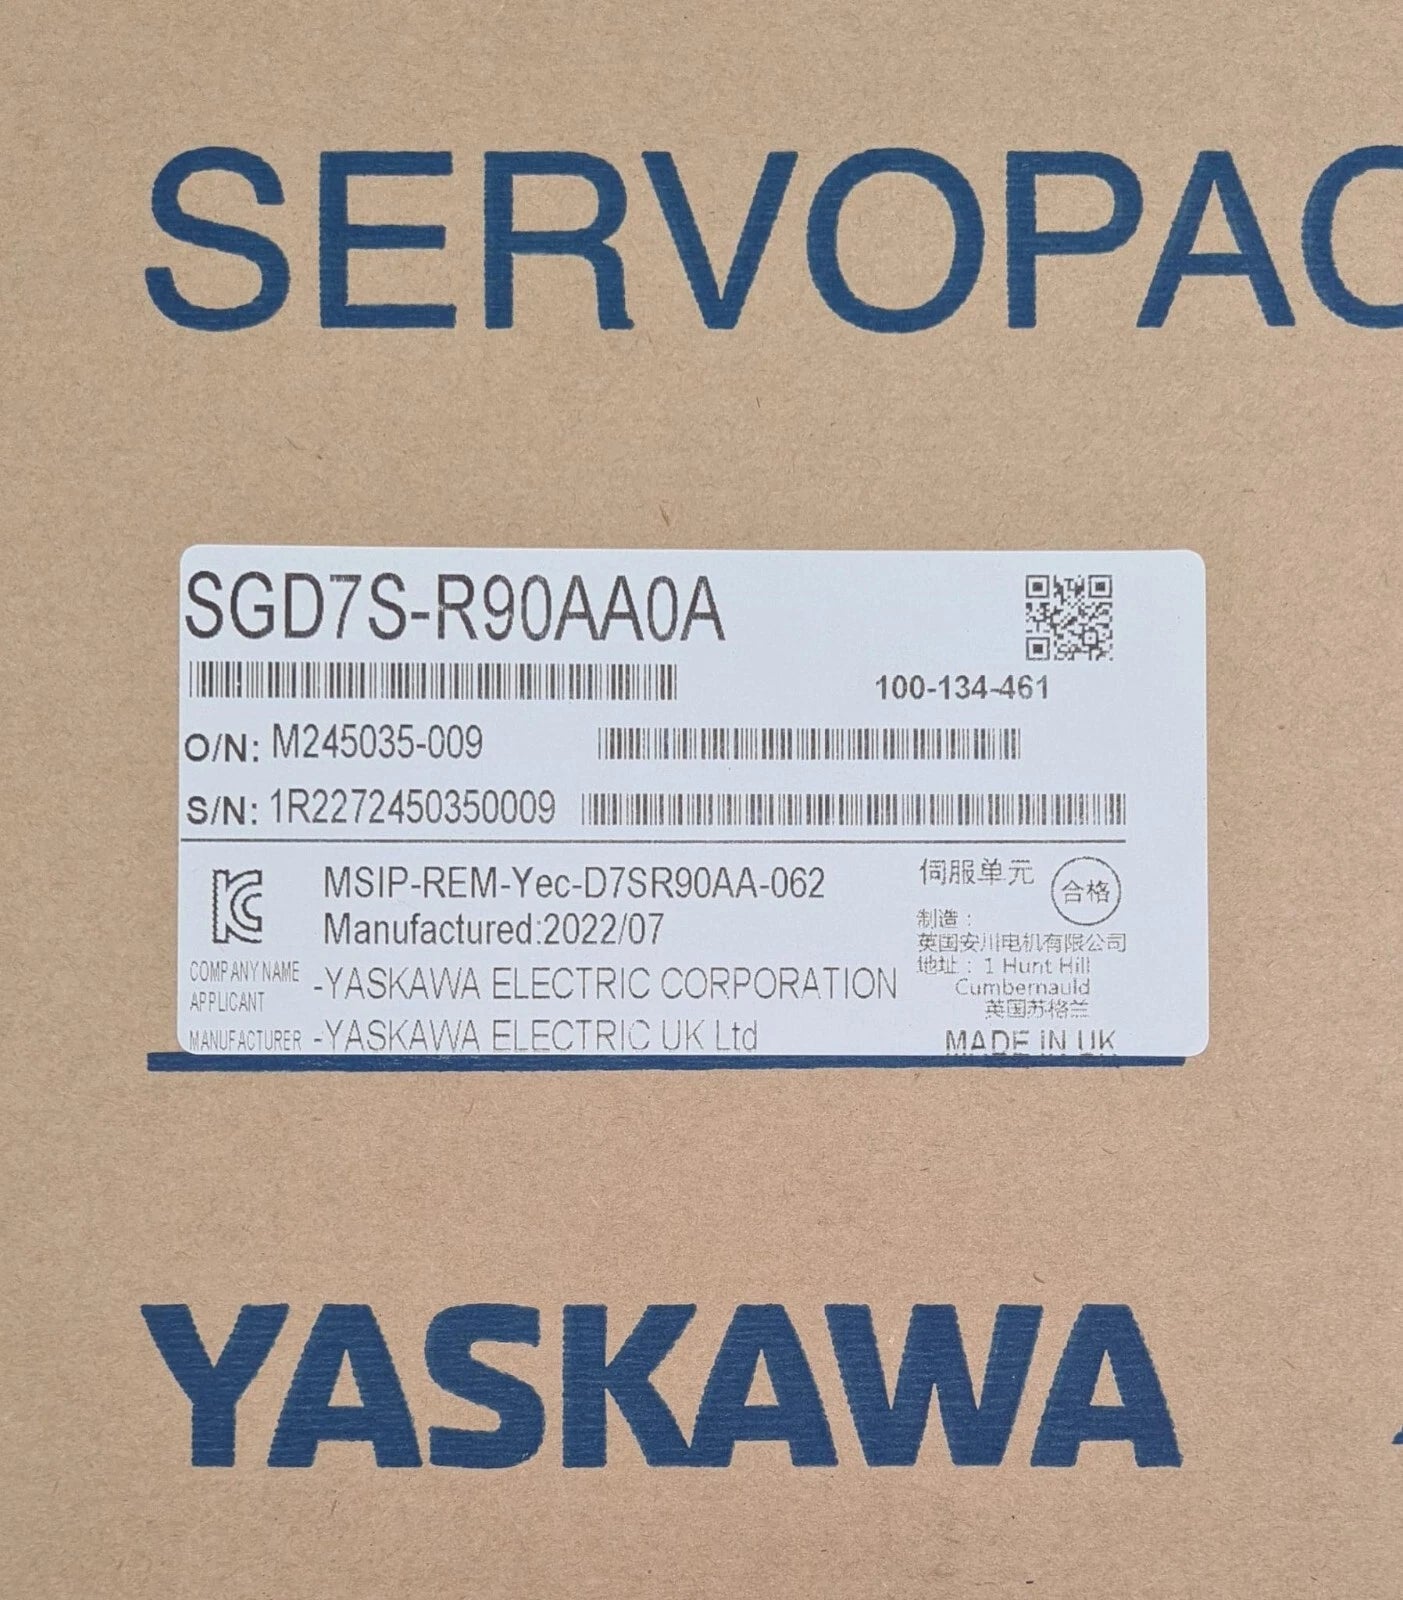 SERVOPAC
SGD7S-R90AA0A
100-134-461
O/N: M245035-009
S/N: 1R2272450350009
MSIP-REM-Yec-D7SR90AA-062
Manufactured:2022/07
COMPANY NAME
APPLICANT
-YASKAWA ELECTRIC CORPORATION
MANUFACTURER -YASKAWA ELECTRIC UK Ltd
伺服单元
合格
制造：
英国安川电机有限公司
地址：1 Hunt Hill
Cumbernauld
英国苏格兰
MADE IN UK
YASKAWA